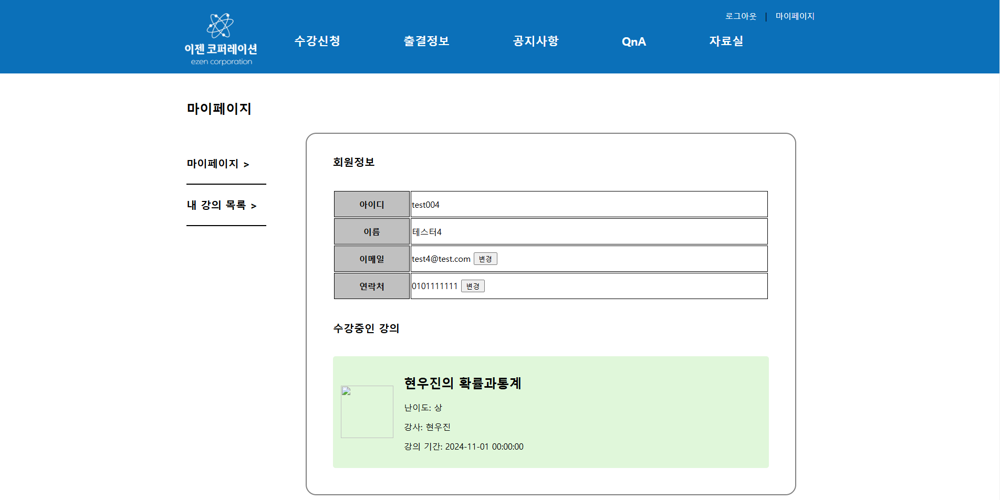 로그아웃 | 마이페이지
이젠 코퍼레이션
ezen corporation
수강신청 출결정보 공지사항 QnA 자료실
마이페이지
마이페이지 >
내 강의 목록 >
회원정보
아이디 test004
이름 테스터4
이메일 test4@test.com 변경
연락처 0101111111 변경
수강중인 강의
현우진의 확률과통계
난이도: 상
강사: 현우진
강의 기간: 2024-11-01 00:00:00